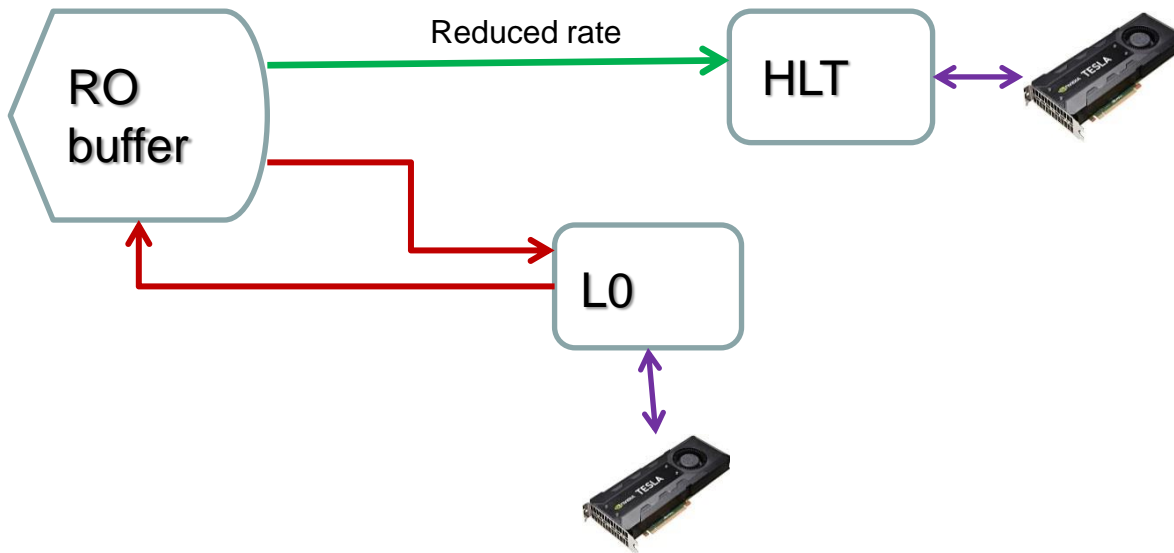 Reduced rate
RO
buffer
HLT
TESLA
L0
TESLA